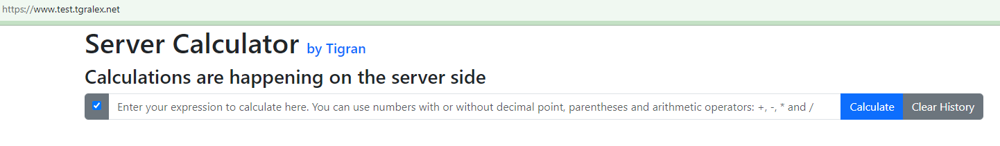 https://www.test.tgralex.net
Server Calculator by Tigran
Calculations are happening on the server side
Enter your expression to calculate here. You can use numbers with or without decimal point, parentheses and arithmetic operators: +, -, * and / Calculate Clear History